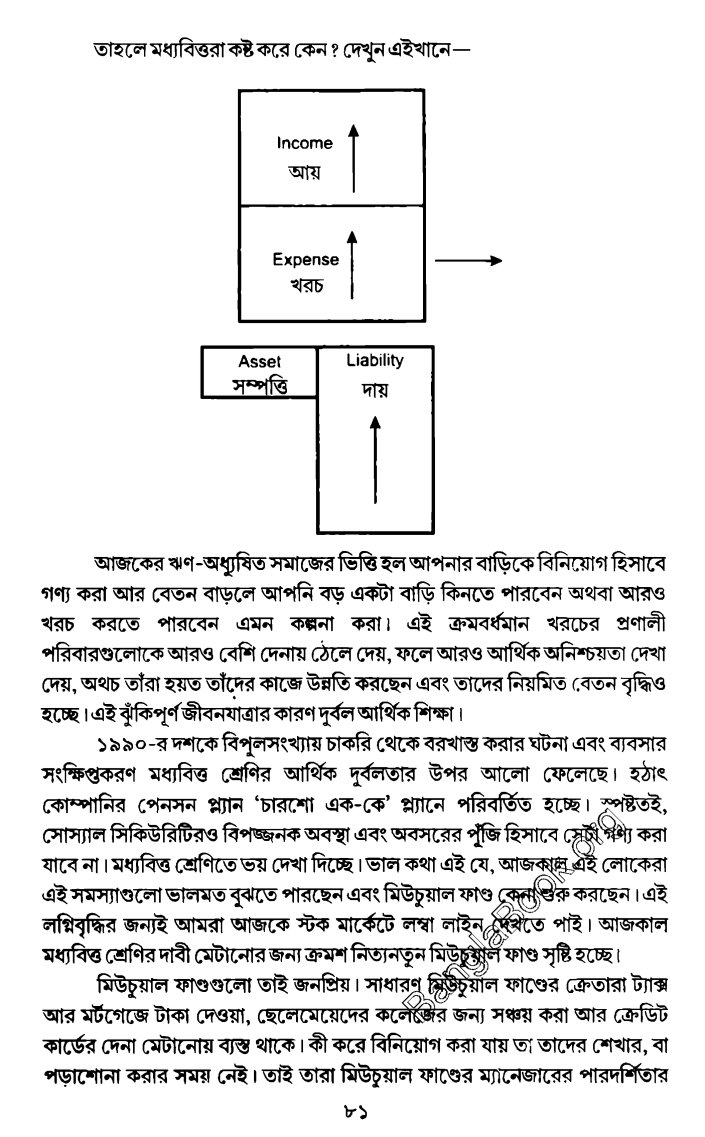 তাহলে মধ্যবিত্তরা কষ্ট করে কেন ? দেখুন এইখানে—
Income
আয়
Expense
খরচ
Asset
সম্পত্তি
Liability
দায়
আজকের ঋণ-অধ্যুষিত সমাজের ভিত্তি হল আপনার বাড়িকে বিনিয়োগ হিসাবে
গণ্য করা আর বেতন বাড়লে আপনি বড় একটা বাড়ি কিনতে পারবেন অথবা আরও
খরচ করতে পারবেন এমন কল্পনা করা। এই ক্রমবর্ধমান খরচের প্রণালী
পরিবারগুলোকে আরও বেশি দেনায় ঠেলে দেয়, ফলে আরও আর্থিক অনিশ্চয়তা দেখা
দেয়, অথচ তাঁরা হয়ত তাঁদের কাজে উন্নতি করছেন এবং তাদের নিয়মিত বেতন বৃদ্ধিও
হচ্ছে। এই ঝুঁকিপূর্ণ জীবনযাত্রার কারণ দুর্বল আর্থিক শিক্ষা।
১৯৯০-র দশকে বিপুলসংখ্যায় চাকরি থেকে বরখাস্ত করার ঘটনা এবং ব্যবসার
সংক্ষিপ্তকরণ মধ্যবিত্ত শ্রেণির আর্থিক দুর্বলতার উপর আলো ফেলেছে। হঠাৎ
কোম্পানির পেনসন প্ল্যান ‘চারশো এক-কে’ প্ল্যানে পরিবর্তিত হচ্ছে। স্পষ্টতই,
সোস্যাল সিকিউরিটিরও বিপজ্জনক অবস্থা এবং অবসরের পুঁজি হিসাবে সেটা গণ্য করা
যাবে না। মধ্যবিত্ত শ্রেণিতে ভয় দেখা দিচ্ছে। ভাল কথা এই যে, আজকাল এই লোকেরা
এই সমস্যাগুলো ভালমত বুঝতে পারছেন এবং মিউচুয়াল ফাণ্ড কেনা শুরু করছেন। এই
লগ্নিবৃদ্ধির জন্যই আমরা আজকে স্টক মার্কেটে লম্বা লাইন দেখতে পাই। আজকাল
মধ্যবিত্ত শ্রেণির দাবী মেটানোর জন্য ক্রমশ নিত্যনতুন মিউচুয়াল ফাণ্ড সৃষ্টি হচ্ছে।
মিউচুয়াল ফাণ্ডগুলো তাই জনপ্রিয়। সাধারণ মিউচুয়াল ফাণ্ডের ক্রেতারা ট্যাক্স
আর মর্টগেজে টাকা দেওয়া, ছেলেমেয়েদের কলেজের জন্য সঞ্চয় করা আর ক্রেডিট
কার্ডের দেনা মেটানোয় ব্যস্ত থাকে। কী করে বিনিয়োগ করা যায় তা তাদের শেখার, বা
পড়াশোনা করার সময় নেই। তাই তারা মিউচুয়াল ফাণ্ডের ম্যানেজারের পারদর্শিতার
BanglaBook.org
৮১